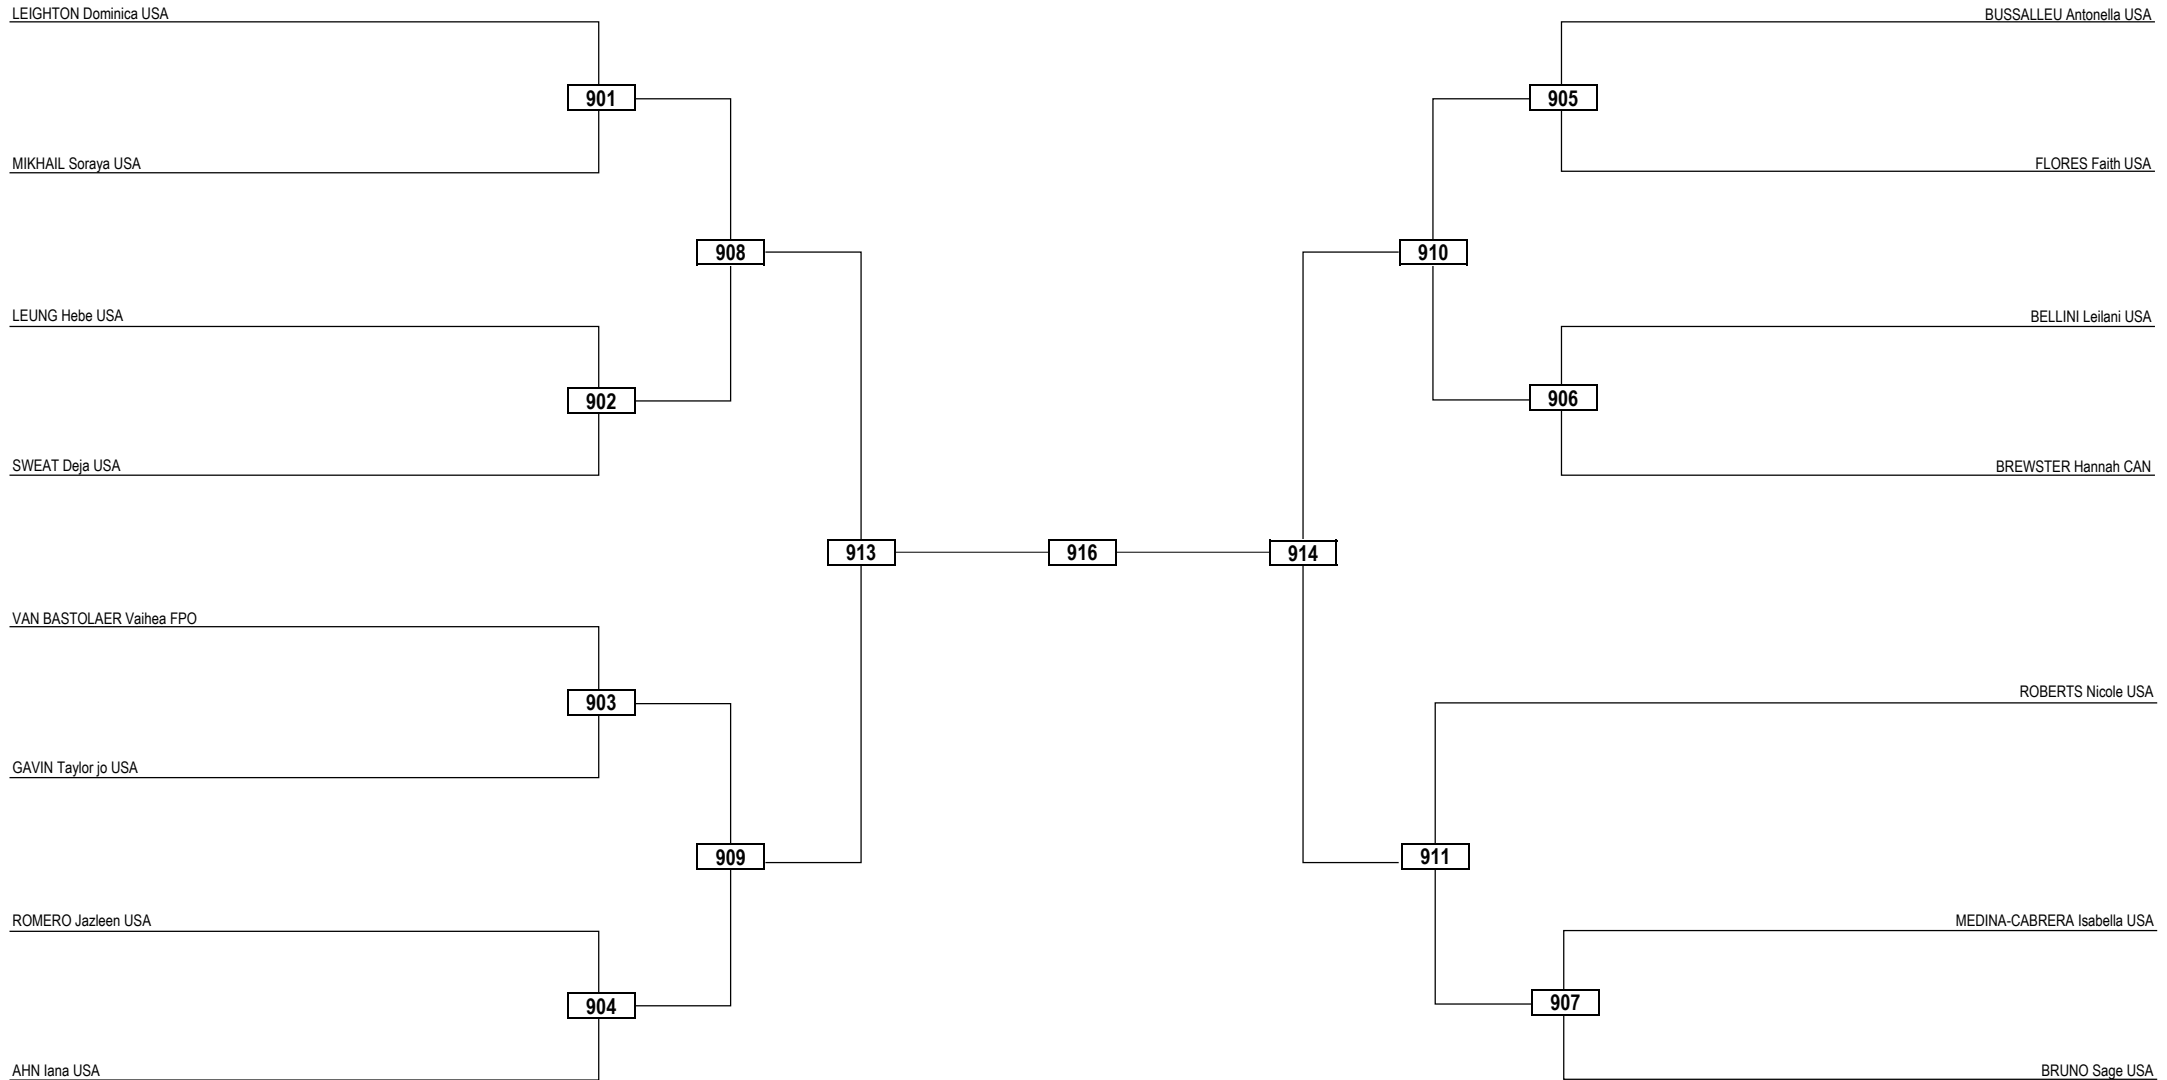 LEIGHTON Dominica USA
BUSSALLEU Antonella USA
901
905
MIKHAIL Soraya USA
FLORES Faith USA
908
910
LEUNG Hebe USA
BELLINI Leilani USA
902
906
SWEAT Deja USA
BREWSTER Hannah CAN
913
916
914
VAN BASTOLAER Vaihea FPO
ROBERTS Nicole USA
903
GAVIN Taylor jo USA
909
911
ROMERO Jazleen USA
MEDINA-CABRERA Isabella USA
904
907
AHN Iana USA
BRUNO Sage USA